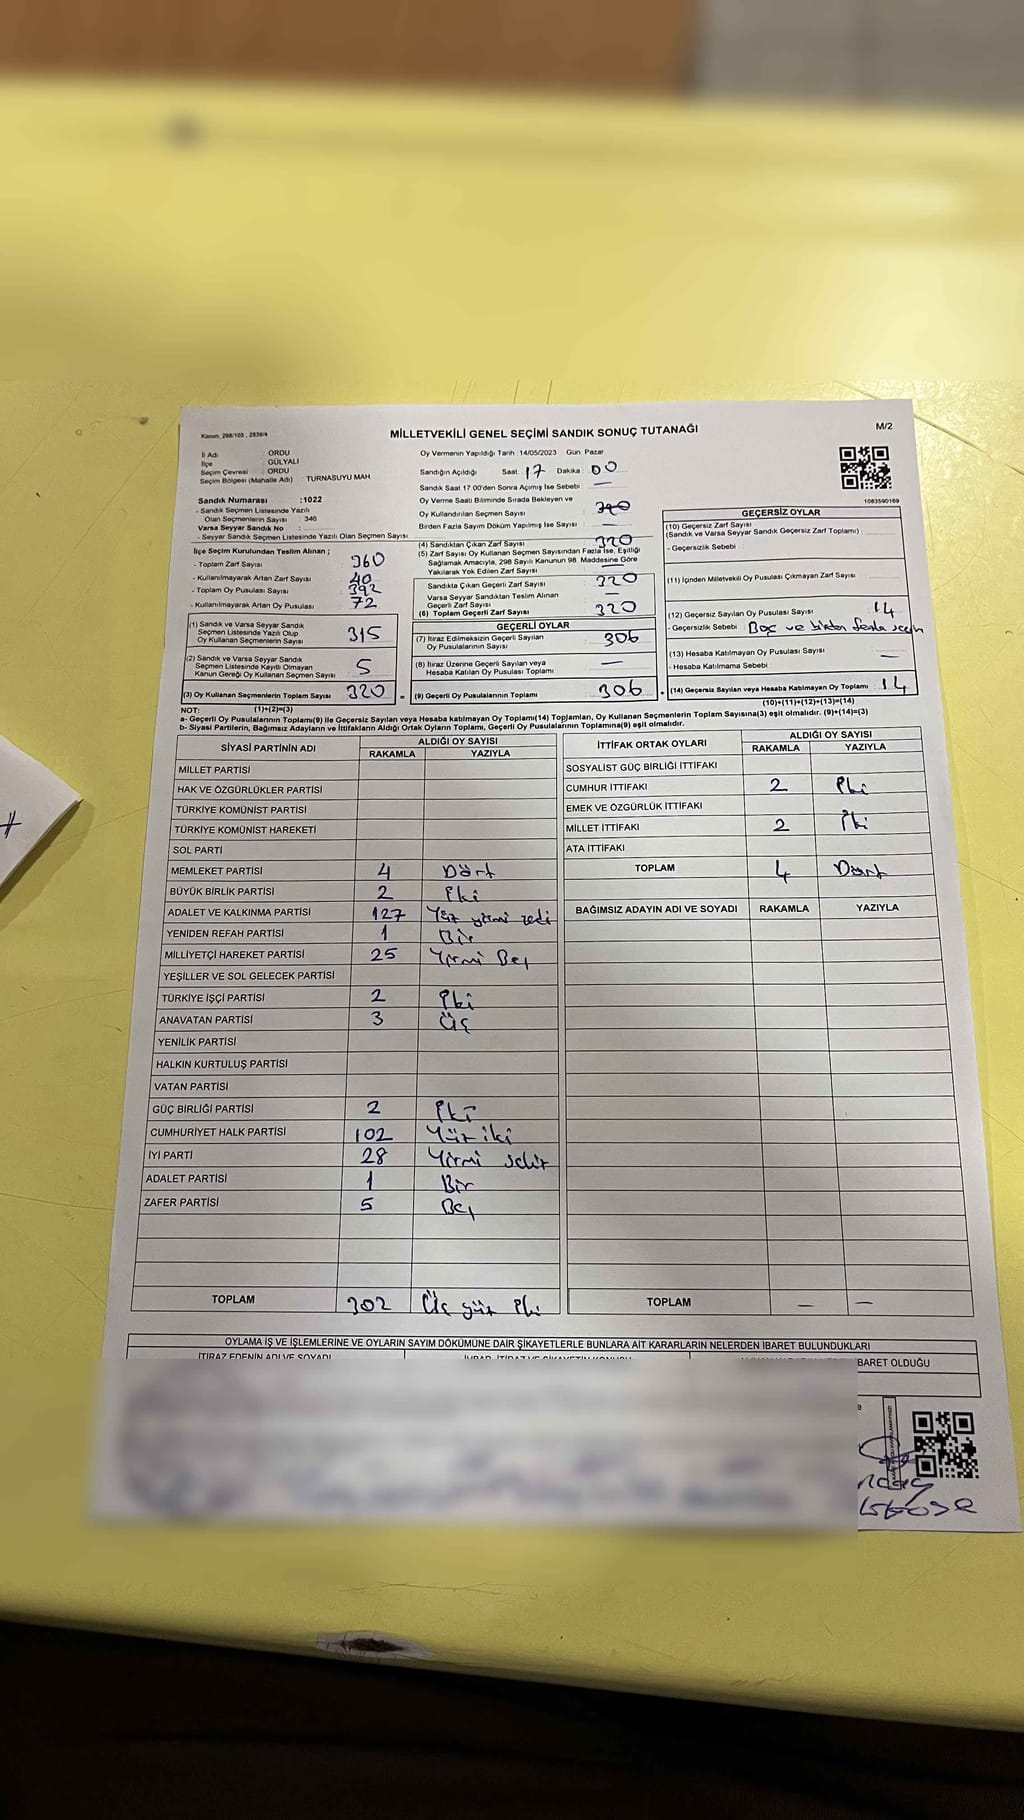 Kanun: 298/105 , 2839/4
MİLLETVEKİLİ GENEL SEÇİMİ SANDIK SONUÇ TUTANAĞI
M/2
İl Adı ORDU
İlçe GÜLYALI
Seçim Çevresi ORDU
Seçim Bölgesi (Mahalle Adı) TURNASUYU MAH
Sandık Numarası :1022
- Sandık Listesinde Yazılı
Olan Seçmenlerin Sayısı : 346
Varsa Seyyar Sandık No :
- Seyyar Sandık Seçmen Listesinde Yazılı Olan Seçmen Sayısı
Oy Vermenin Yapıldığı Tarih :14/05/2023 Gün Pazar
Sandığın Açıldığı Saat 17 Dakika 00
Sandık Saat 17:00'den Sonra Açımış İse Sebebi : —
Oy Verme Saati Bitiminde Sırada Bekleyen ve
Oy Kullandırılan Seçmen Sayısı
Birden Fazla Sayım Döküm Yapılmış İse Sayısı —
1083590169
İlçe Seçim Kurulundan Teslim Alınan ;
- Toplam Zarf Sayısı 360
- Kullanılmayarak Artan Zarf Sayısı 40
- Toplam Oy Pusulası Sayısı 392
- Kullanılmayarak Artan Oy Pusulası 72
(1) Sandık ve Varsa Seyyar Sandık
Seçmen Listesinde Yazılı Olup
Oy Kullanan Seçmenlerin Sayısı 315
(2) Sandık ve Varsa Seyyar Sandık
Seçmen Listesinde Kayıtlı Olmayan
Kanun Gereği Oy Kullanan Seçmen Sayısı 5
(3) Oy Kullanan Seçmenlerin Toplam Sayısı 320
(4) Sandıktan Çıkan Zarf Sayısı 320
(5) Zarf Sayısı Oy Kullanan Seçmen Sayısından Fazla İse, Eşitliği
Sağlamak Amacıyla, 298 Sayılı Kanunun 98. Maddesine Göre
Yakılarak Yok Edilen Zarf Sayısı
Sandıkta Çıkan Geçerli Zarf Sayısı 320
Varsa Seyyar Sandıktan Teslim Alınan
Geçerli Zarf Sayısı —
(6) Toplam Geçerli Zarf Sayısı 320
GEÇERLİ OYLAR
(7) İtiraz Edilmeksizin Geçerli Sayılan
Oy Pusulalarının Sayısı 306
(8) İtiraz Üzerine Geçerli Sayılan veya
Hesaba Katılan Oy Pusulası Toplamı —
= (9) Geçerli Oy Pusulalarının Toplamı 306
GEÇERSİZ OYLAR
(10) Geçersiz Zarf Sayısı
(Sandık ve Varsa Seyyar Sandık Geçersiz Zarf Toplamı)
- Geçersizlik Sebebi
(11) İçinden Milletvekili Oy Pusulası Çıkmayan Zarf Sayısı
(12) Geçersiz Sayılan Oy Pusulası Sayısı 14
- Geçersizlik Sebebi Boş ve birden fazla seçin
(13) Hesaba Katılmayan Oy Pusulası Sayısı —
- Hesaba Katılmama Sebebi
+ (14) Geçersiz Sayılan veya Hesaba Katılmayan Oy Toplamı 14
NOT: (1)+(2)=(3)
(10)+(11)+(12)+(13)=(14)
a- Geçerli Oy Pusulalarının Toplamı(9) ile Geçersiz Sayılan veya Hesaba katılmayan Oy Toplamı(14) Toplamları, Oy Kullanan Seçmenlerin Toplam Sayısına(3) eşit olmalıdır. (9)+(14)=(3)
b- Siyasi Partilerin, Bağımsız Adayların ve İttifakların Aldığı Ortak Oyların Toplamı, Geçerli Oy Pusulalarının Toplamına(9) eşit olmalıdır.
SİYASİ PARTİNİN ADI
ALDIĞI OY SAYISI
RAKAMLA YAZIYLA
MİLLET PARTİSİ
HAK VE ÖZGÜRLÜKLER PARTİSİ
TÜRKİYE KOMÜNİST PARTİSİ
TÜRKİYE KOMÜNİST HAREKETİ
SOL PARTİ
MEMLEKET PARTİSİ 4 Dört
BÜYÜK BİRLİK PARTİSİ 2 İki
ADALET VE KALKINMA PARTİSİ 127 Yüz yirmi yedi
YENİDEN REFAH PARTİSİ 1 Bir
MİLLİYETÇİ HAREKET PARTİSİ 25 Yirmi Beş
YEŞİLLER VE SOL GELECEK PARTİSİ
TÜRKİYE İŞÇİ PARTİSİ 2 İki
ANAVATAN PARTİSİ 3 Üç
YENİLİK PARTİSİ
HALKIN KURTULUŞ PARTİSİ
VATAN PARTİSİ
GÜÇ BİRLİĞİ PARTİSİ 2 İki
CUMHURİYET HALK PARTİSİ 102 Yüz iki
İYİ PARTİ 28 Yirmi sekiz
ADALET PARTİSİ 1 Bir
ZAFER PARTİSİ 5 Beş
TOPLAM 302 Üç yüz İki
İTTİFAK ORTAK OYLARI
ALDIĞI OY SAYISI
RAKAMLA YAZIYLA
SOSYALİST GÜÇ BİRLİĞİ İTTİFAKI
CUMHUR İTTİFAKI 2 İki
EMEK VE ÖZGÜRLÜK İTTİFAKI
MİLLET İTTİFAKI 2 İki
ATA İTTİFAKI
TOPLAM 4 Dört
BAĞIMSIZ ADAYIN ADI VE SOYADI RAKAMLA YAZIYLA
TOPLAM — —
OYLAMA İŞ VE İŞLEMLERİNE VE OYLARIN SAYIM DÖKÜMÜNE DAİR ŞİKAYETLERLE BUNLARA AİT KARARLARIN NELERDEN İBARET BULUNDUKLARI
İTİRAZ EDENİN ADI VE SOYADI
BARET OLDUĞU